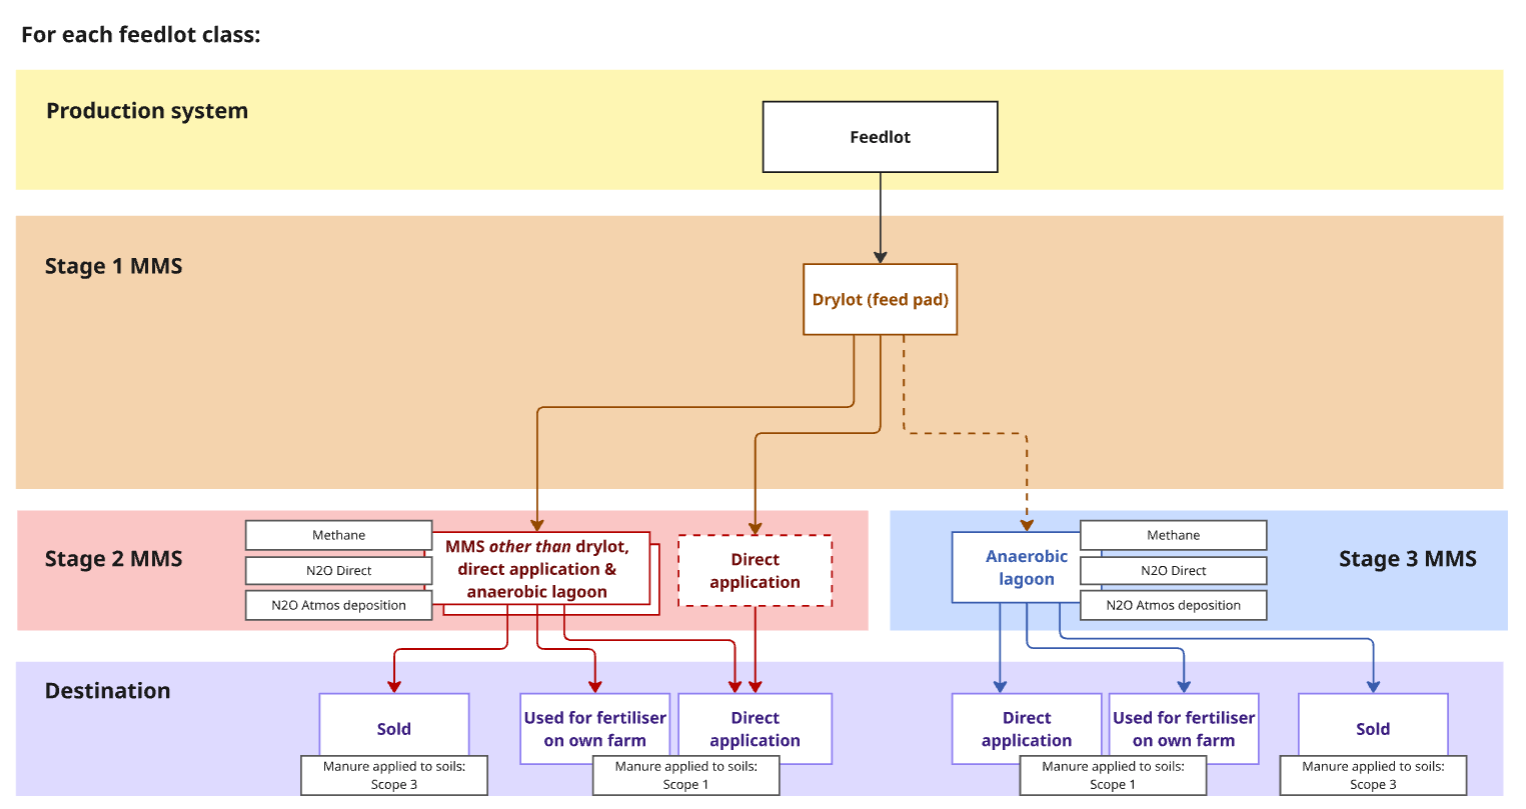 For each feedlot class:
Production system
Feedlot
Stage 1 MMS
Drylot (feed pad)
Stage 2 MMS
Methane
N2O Direct
N2O Atmos deposition
MMS other than drylot,
direct application &
anaerobic lagoon
Direct
application
Anaerobic
lagoon
Methane
N2O Direct
N2O Atmos deposition
Stage 3 MMS
Destination
Sold
Manure applied to soils:
Scope 3
Used for fertiliser
on own farm
Direct
application
Manure applied to soils:
Scope 1
Direct
application
Used for fertiliser
on own farm
Manure applied to soils:
Scope 1
Sold
Manure applied to soils:
Scope 3